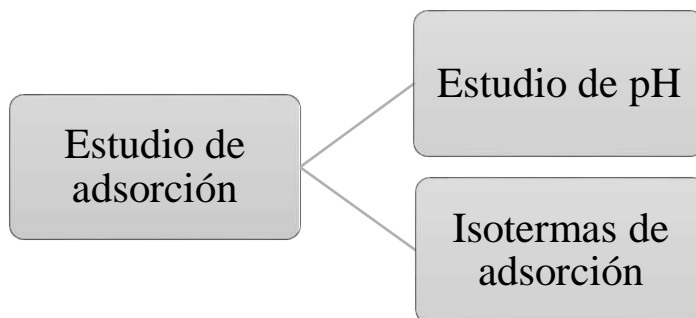 Estudio de
adsorción
Estudio de pH
Isotermas de
adsorción